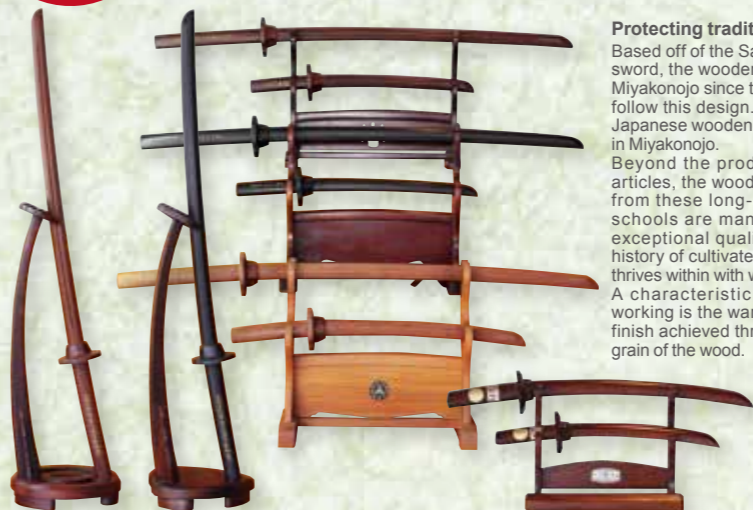 Protecting tradit
Based off of the Sa
sword, the wooden
Miyakonojo since t
follow this design.
Japanese wooden
in Miyakonojo.
Beyond the prod
articles, the wood
from these long-
schools are man
exceptional quali
history of cultivate
thrives within with w
A characteristic
working is the war
finish achieved thr
grain of the wood.